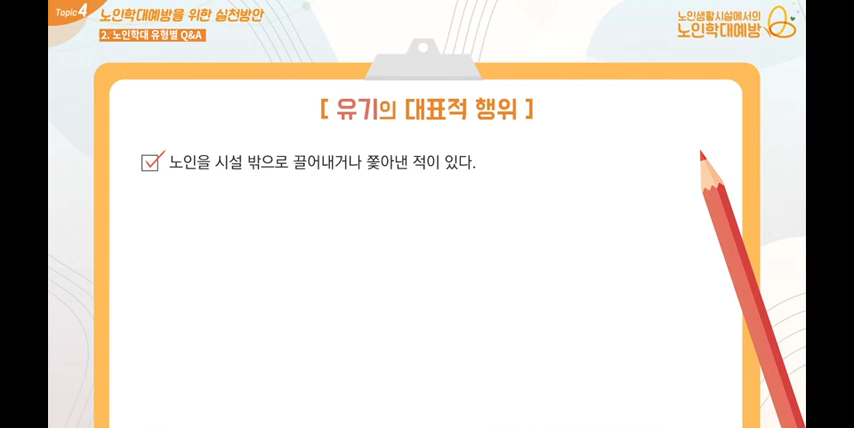 Topic 4 노인학대예방을 위한 실천방안
2. 노인학대 유형별 Q&A
노인생활시설에서의
노인학대예방
[ 유기의 대표적 행위 ]
노인을 시설 밖으로 끌어내거나 쫓아낸 적이 있다.